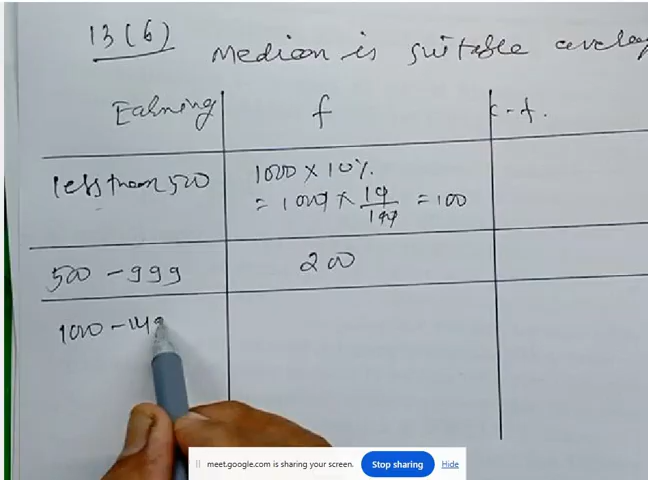 13(6) Median is suitable
Earning f c.f.
less than 500 1000 × 10%.
= 1000 × 10/100 = 100
500 - 999 200
1000 - 149
meet.google.com is sharing your screen. Stop sharing Hide